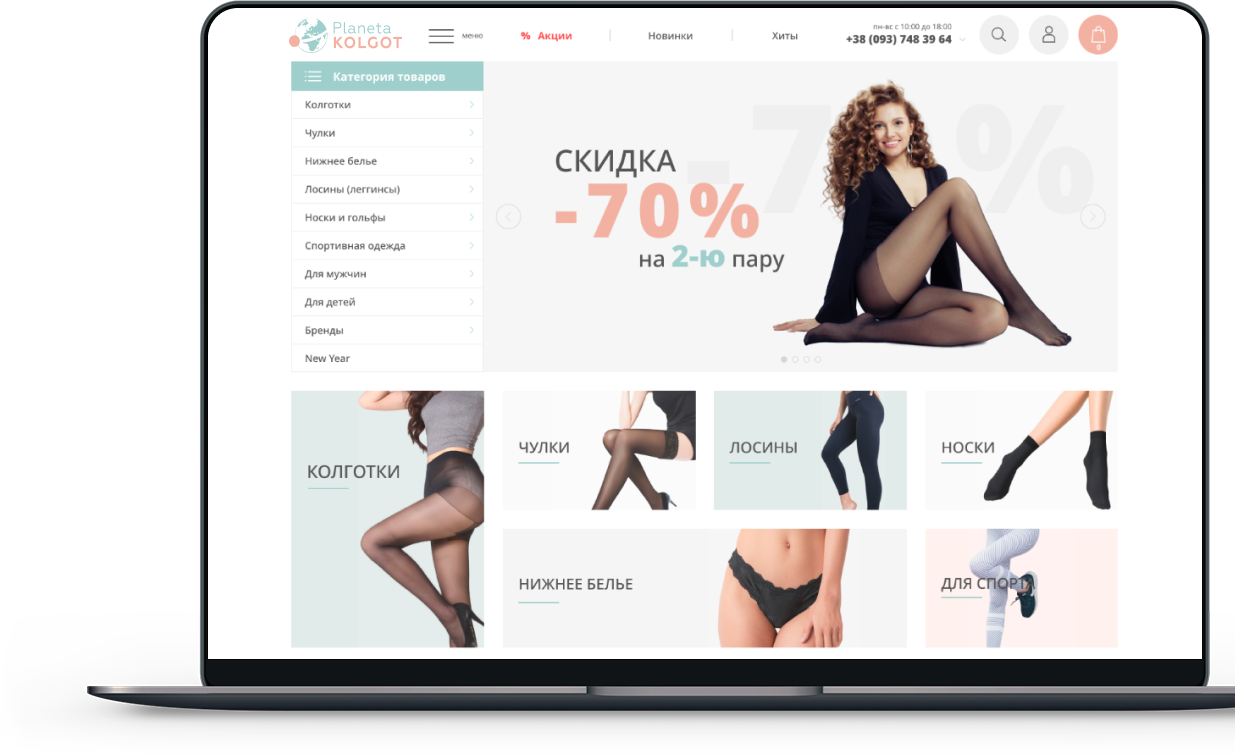 Planeta
KOLGOT
меню
% Акции
Новинки
Хиты
пн-вс с 10:00 до 18:00
+38 (093) 748 39 64
0
Категория товаров
Колготки
Чулки
Нижнее белье
Лосины (леггинсы)
Носки и гольфы
Спортивная одежда
Для мужчин
Для детей
Бренды
New Year
-70%
СКИДКА
-70%
на 2-ю пару
КОЛГОТКИ
ЧУЛКИ
ЛОСИНЫ
НОСКИ
НИЖНЕЕ БЕЛЬЕ
ДЛЯ СПОРТА